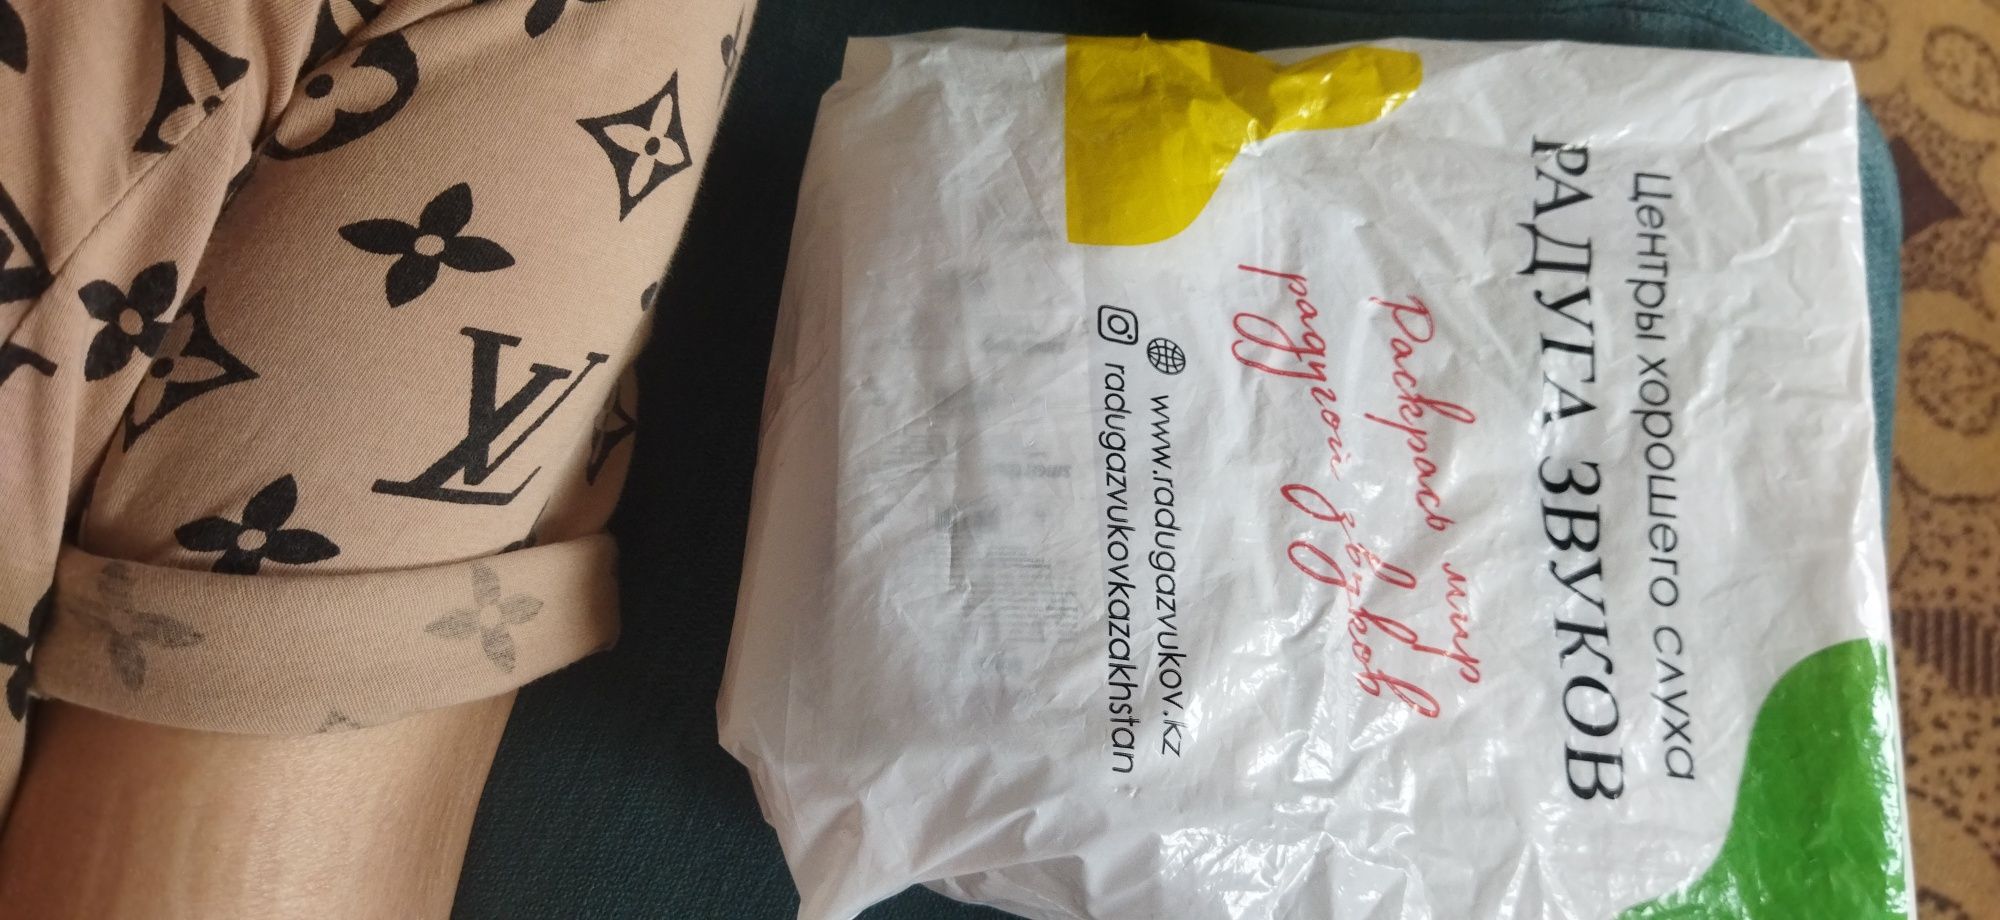 Центры хорошего слуха
РАДУГА ЗВУКОВ
Раскрась мир
радугой звуков
www.radugazvukov.kz
radugazvukovkazakhstan
LV